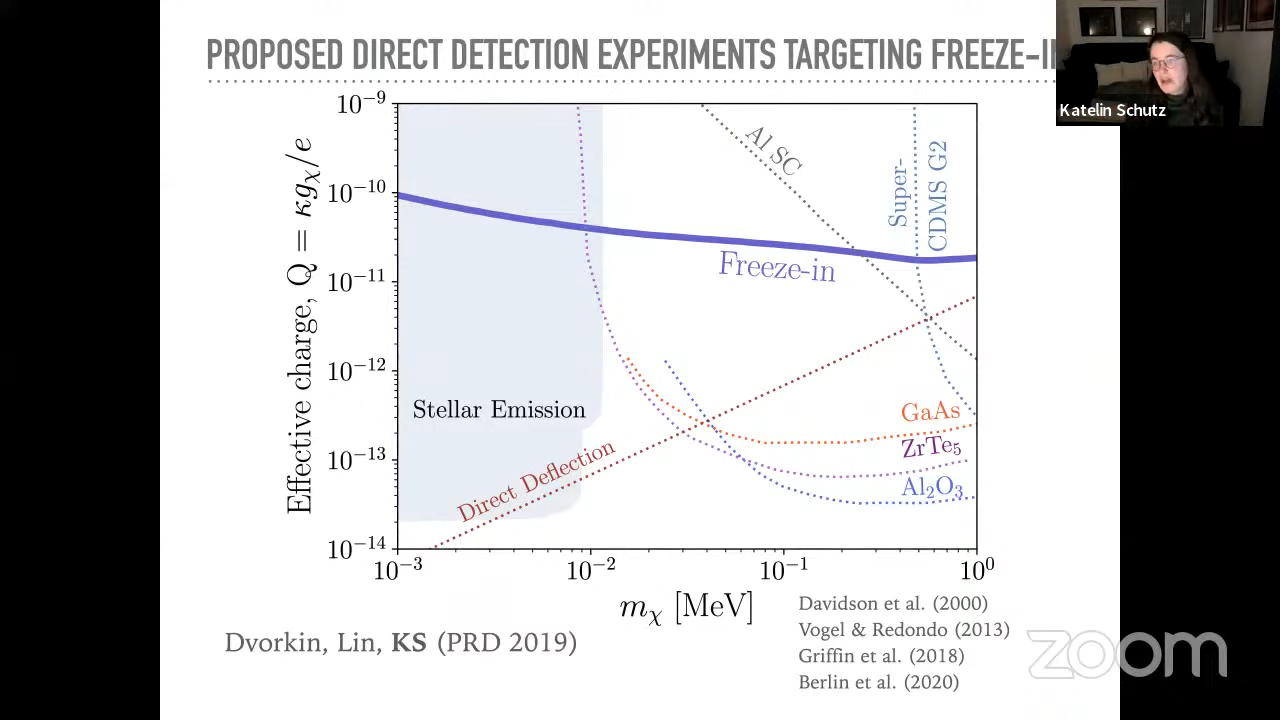 PROPOSED DIRECT DETECTION EXPERIMENTS TARGETING FREEZE-I
Katelin Schutz
10⁻⁹
10⁻¹⁰
10⁻¹¹
10⁻¹²
10⁻¹³
10⁻¹⁴
Effective charge, Q = κg_χ/e
Al SC
Super-
CDMS G2
Freeze-in
Stellar Emission
Direct Deflection
GaAs
ZrTe₅
Al₂O₃
10⁻³
10⁻²
10⁻¹
10⁰
m_χ [MeV]
Davidson et al. (2000)
Vogel & Redondo (2013)
Griffin et al. (2018)
Berlin et al. (2020)
Dvorkin, Lin, KS (PRD 2019)
zoom